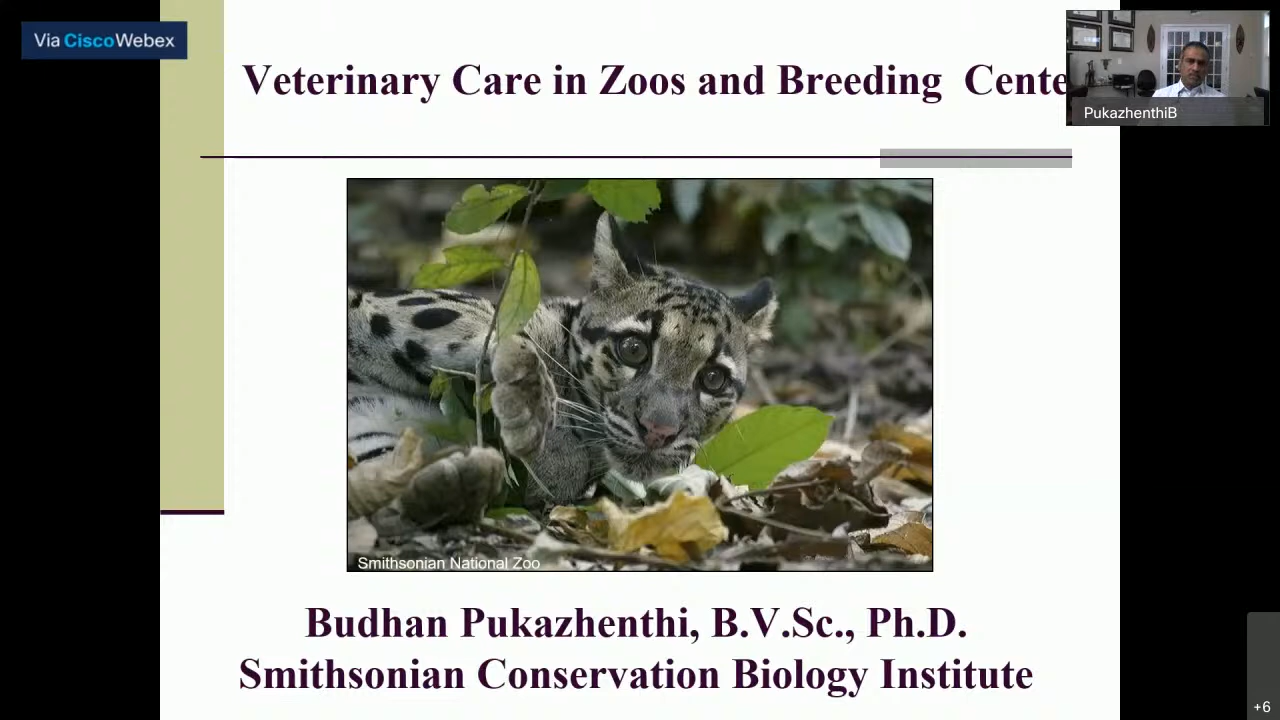 Via CiscoWebex
Veterinary Care in Zoos and Breeding Cente
PukazhenthiB
Smithsonian National Zoo
Budhan Pukazhenthi, B.V.Sc., Ph.D.
Smithsonian Conservation Biology Institute
+6